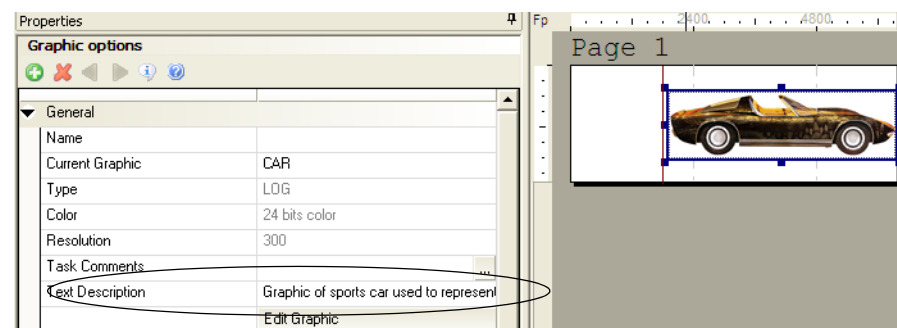 Properties
Fp
2400
4800
Graphic options
Page 1
General
Name
Current Graphic CAR
Type LOG
Color 24 bits color
Resolution 300
Task Comments ...
Text Description Graphic of sports car used to represent
Edit Graphic